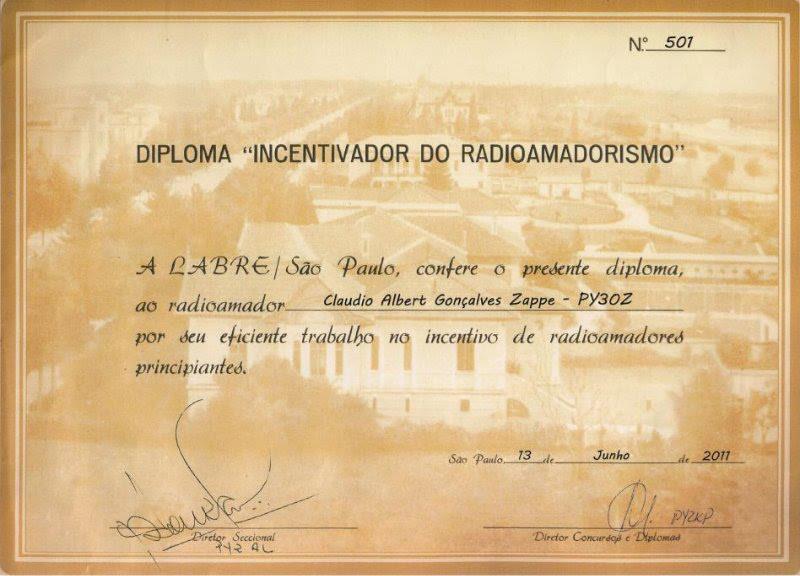 N.º 501
DIPLOMA “INCENTIVADOR DO RADIOAMADORISMO”
A LABRE/São Paulo, confere o presente diploma,
ao radioamador Claudio Albert Gonçalves Zappe - PY3OZ
por seu eficiente trabalho no incentivo de radioamadores
principiantes.
São Paulo, 13 de Junho de 2011
PY2KP
Diretor Seccional Diretor Concursos e Diplomas
PY2 AL